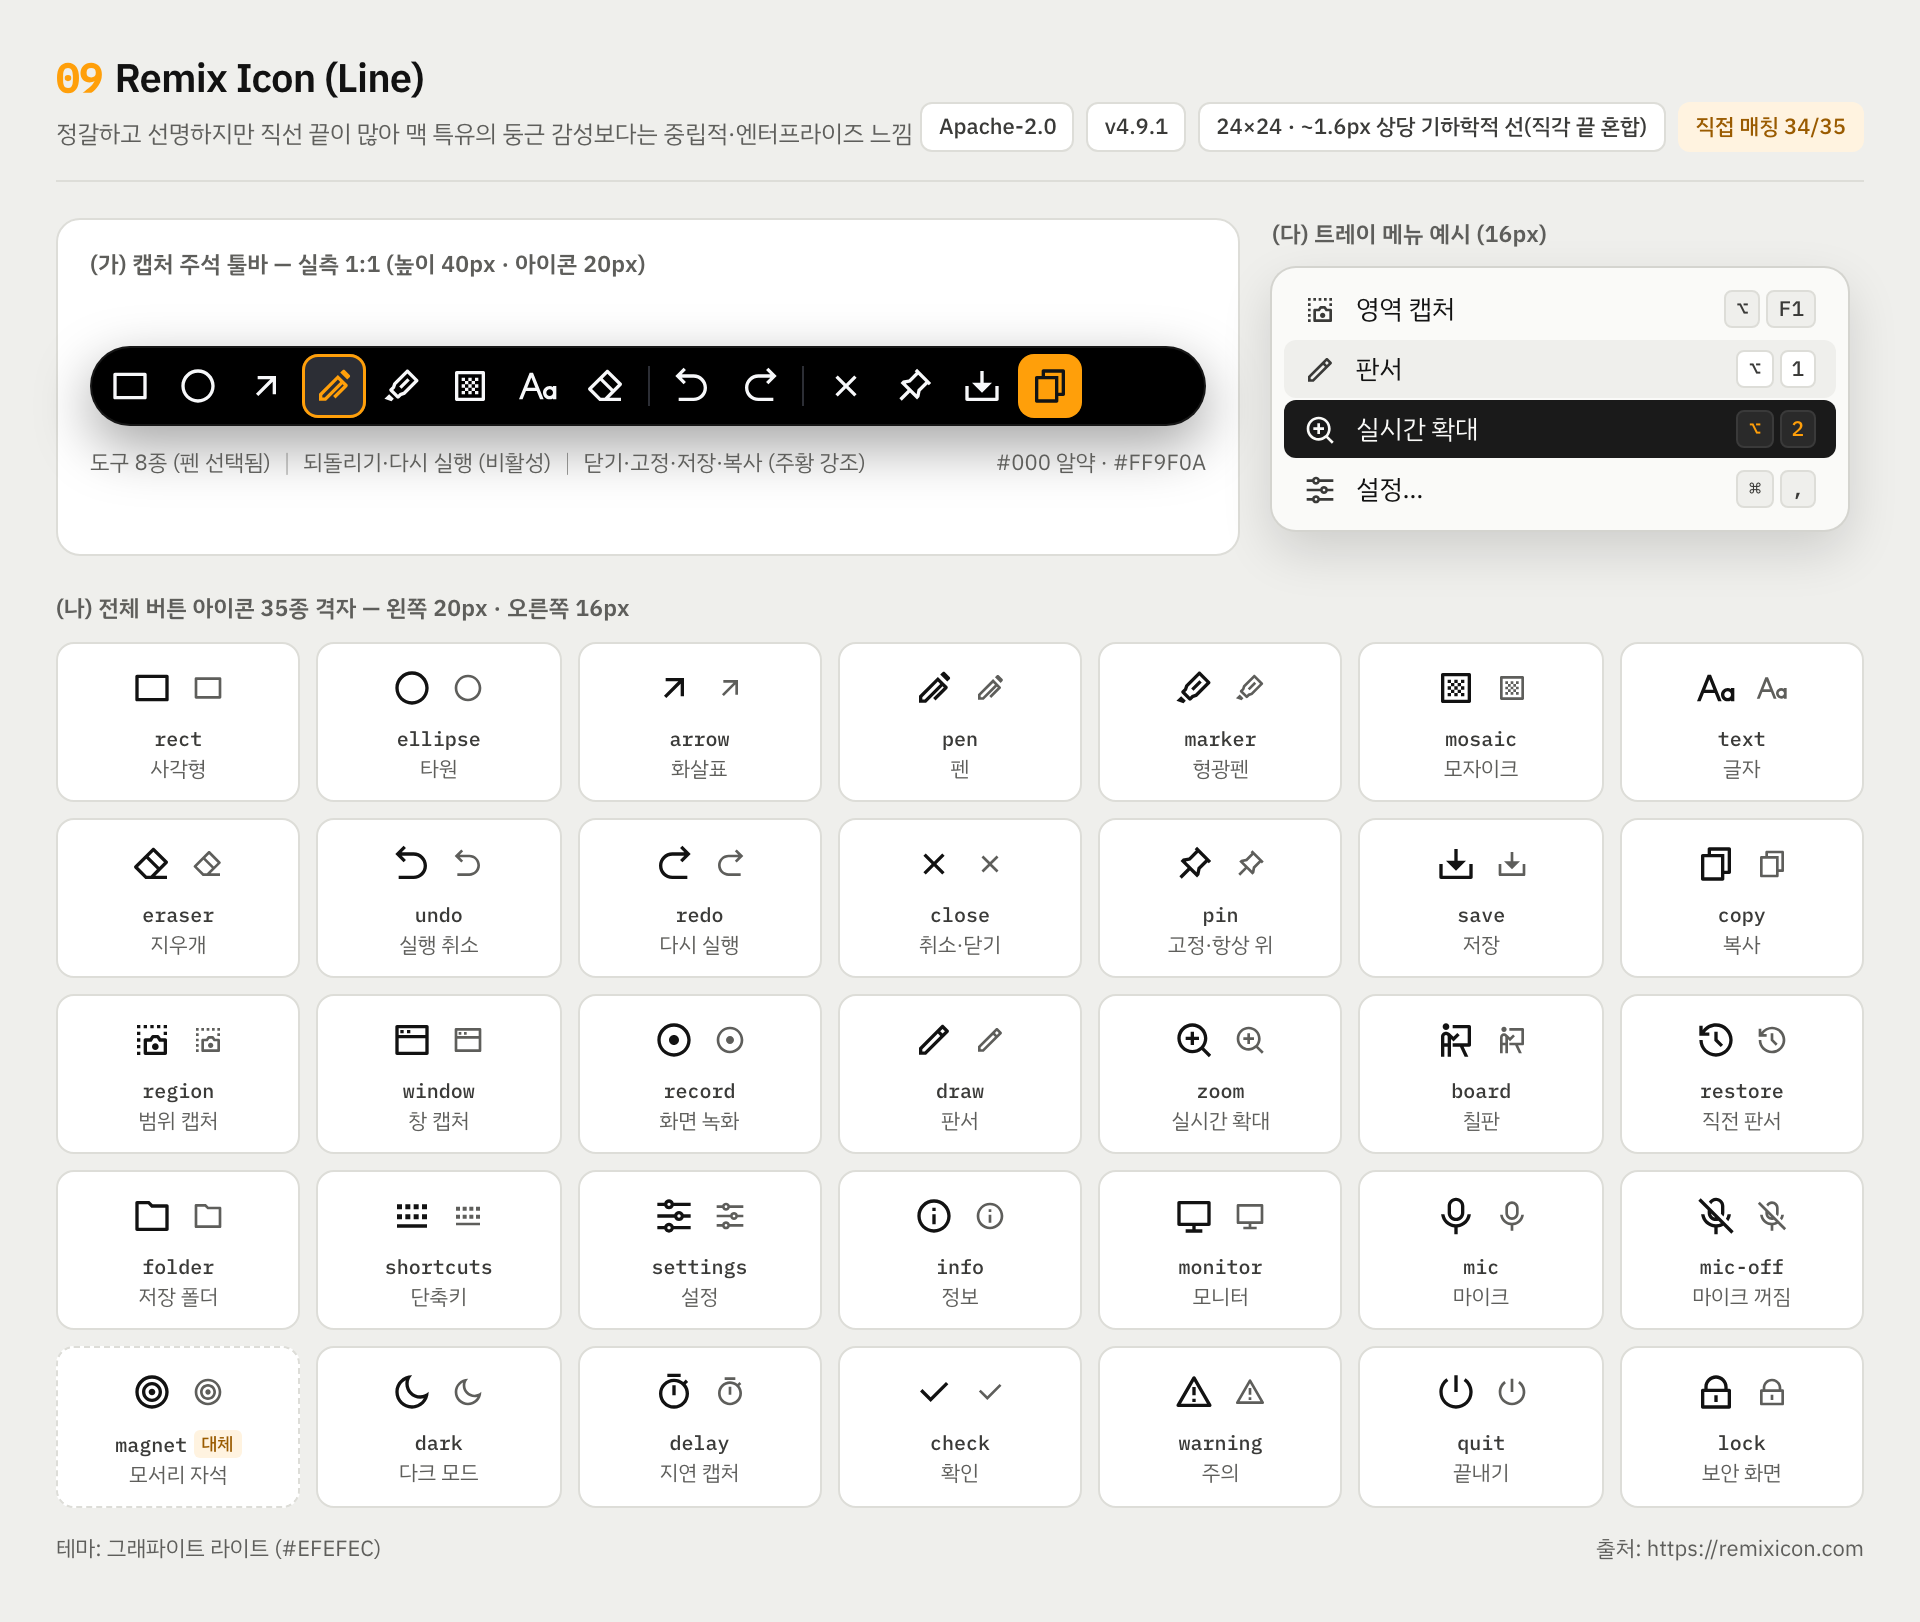 09 Remix Icon (Line)
정갈하고 선명하지만 직선 끝이 많아 맥 특유의 둥근 감성보다는 중립적·엔터프라이즈 느낌
Apache-2.0
v4.9.1
24×24 · ~1.6px 상당 기하학적 선(직각 끝 혼합)
직접 매칭 34/35
(가) 캡처 주석 툴바 — 실측 1:1 (높이 40px · 아이콘 20px)
Aa
도구 8종 (펜 선택됨) | 되돌리기·다시 실행 (비활성) | 닫기·고정·저장·복사 (주황 강조)
#000 알약 · #FF9F0A
(다) 트레이 메뉴 예시 (16px)
영역 캡처 ⌥ F1
판서 ⌥ 1
실시간 확대 ⌥ 2
설정... ⌘ ,
(나) 전체 버튼 아이콘 35종 격자 — 왼쪽 20px · 오른쪽 16px
Aa Aa
rect ellipse arrow pen marker mosaic text
사각형 타원 화살표 펜 형광펜 모자이크 글자
eraser undo redo close pin save copy
지우개 실행 취소 다시 실행 취소·닫기 고정·항상 위 저장 복사
region window record draw zoom board restore
범위 캡처 창 캡처 화면 녹화 판서 실시간 확대 칠판 직전 판서
folder shortcuts settings info monitor mic mic-off
저장 폴더 단축키 설정 정보 모니터 마이크 마이크 꺼짐
magnet 대체 dark delay check warning quit lock
모서리 자석 다크 모드 지연 캡처 확인 주의 끝내기 보안 화면
테마: 그래파이트 라이트 (#EFEFEC)
출처: https://remixicon.com